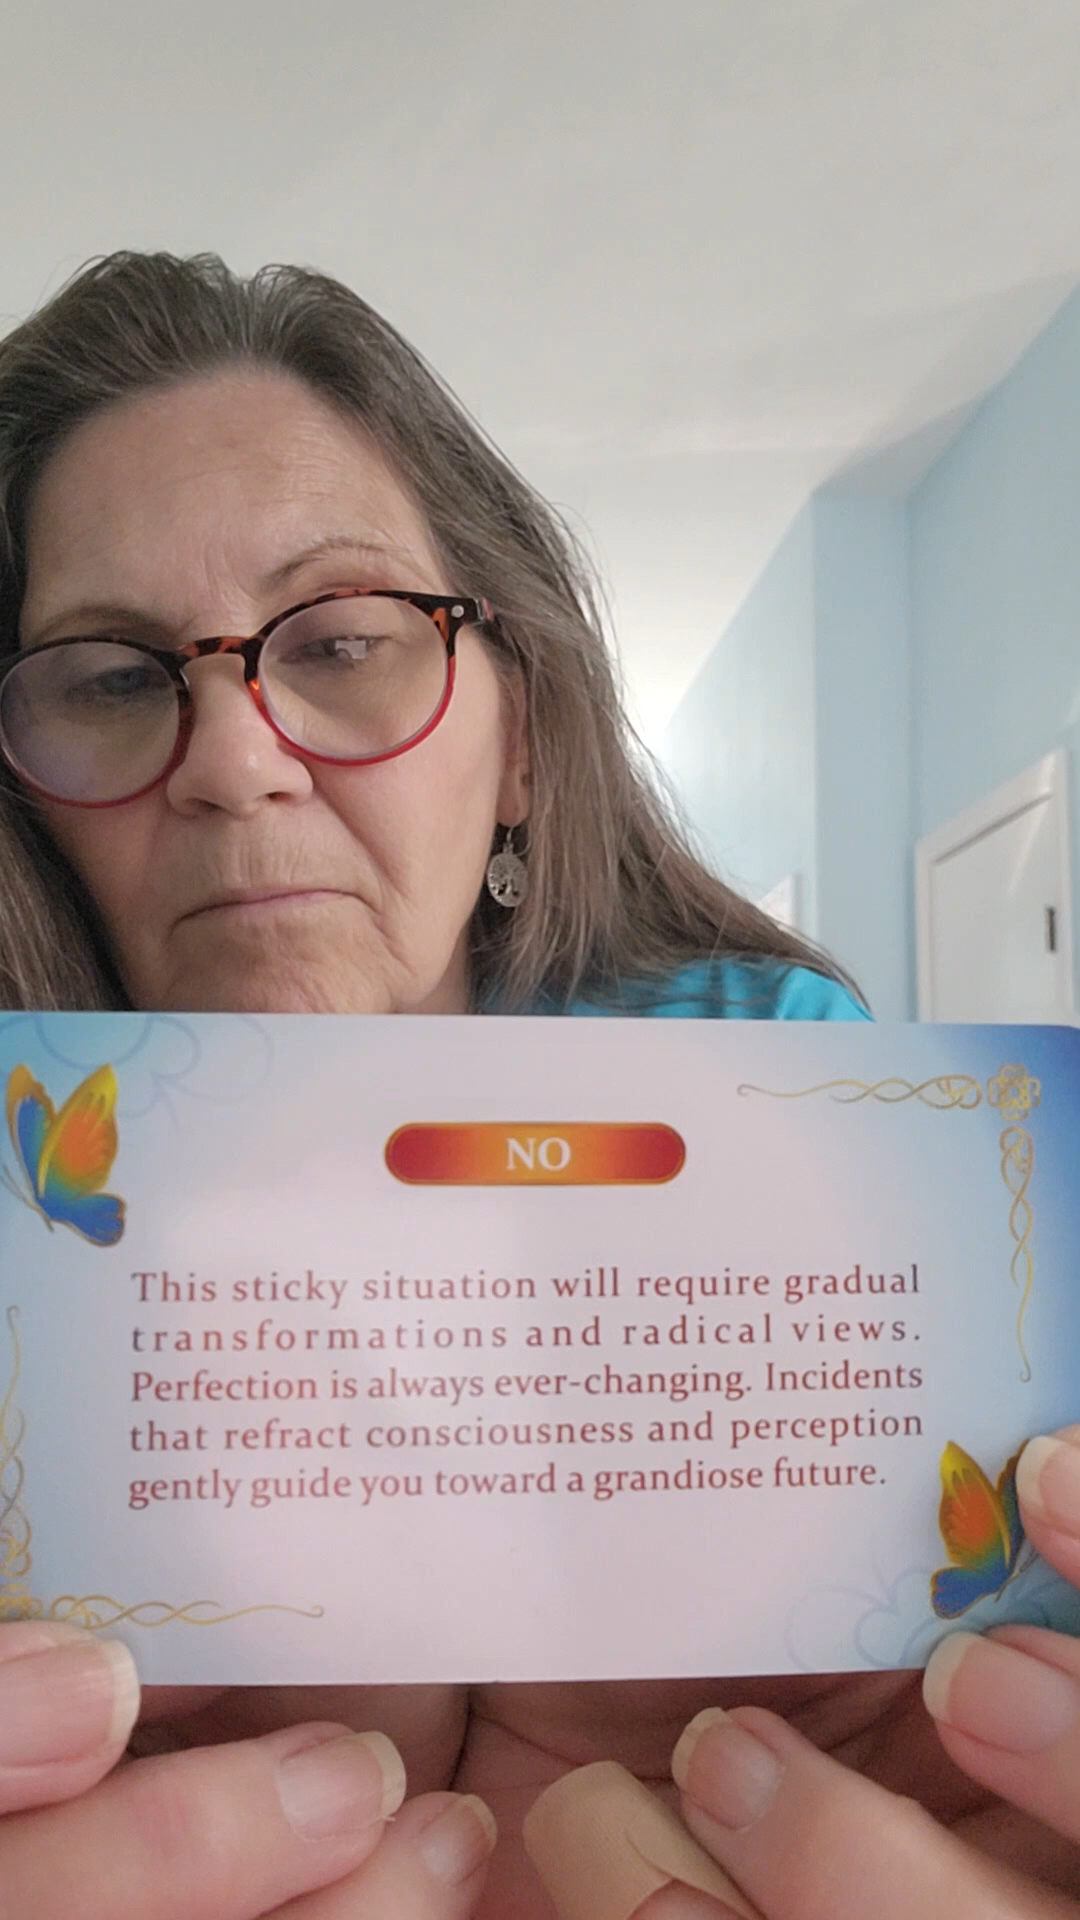 NO
This sticky situation will require gradual
transformations and radical views.
Perfection is always ever-changing. Incidents
that refract consciousness and perception
gently guide you toward a grandiose future.